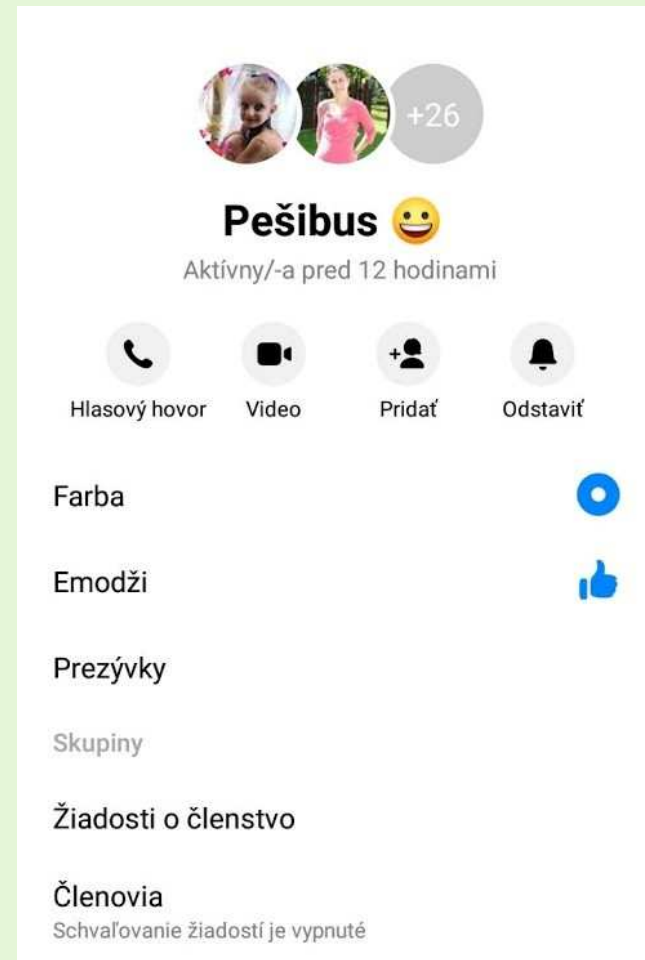 +26
Pešibus 😀
Aktívny/-a pred 12 hodinami
Hlasový hovor Video Pridať Odstaviť
Farba
Emodži
Prezývky
Skupiny
Žiadosti o členstvo
Členovia
Schvaľovanie žiadostí je vypnuté